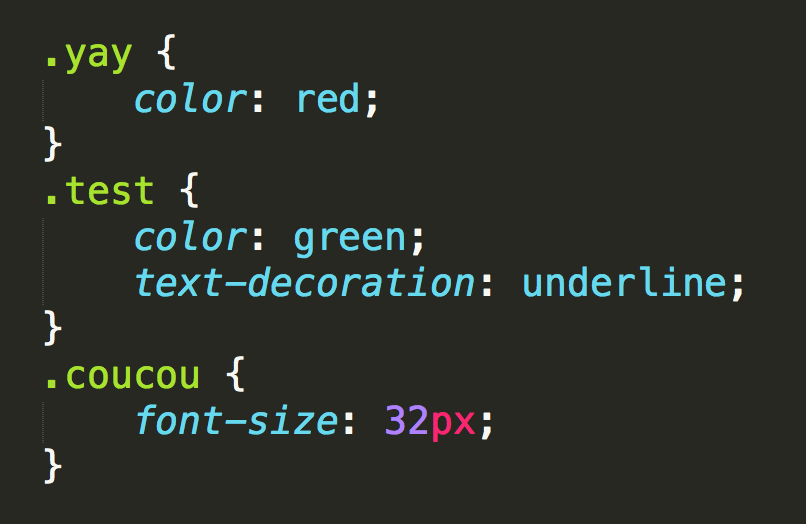 .yay {
    color: red;
}
.test {
    color: green;
    text-decoration: underline;
}
.coucou {
    font-size: 32px;
}